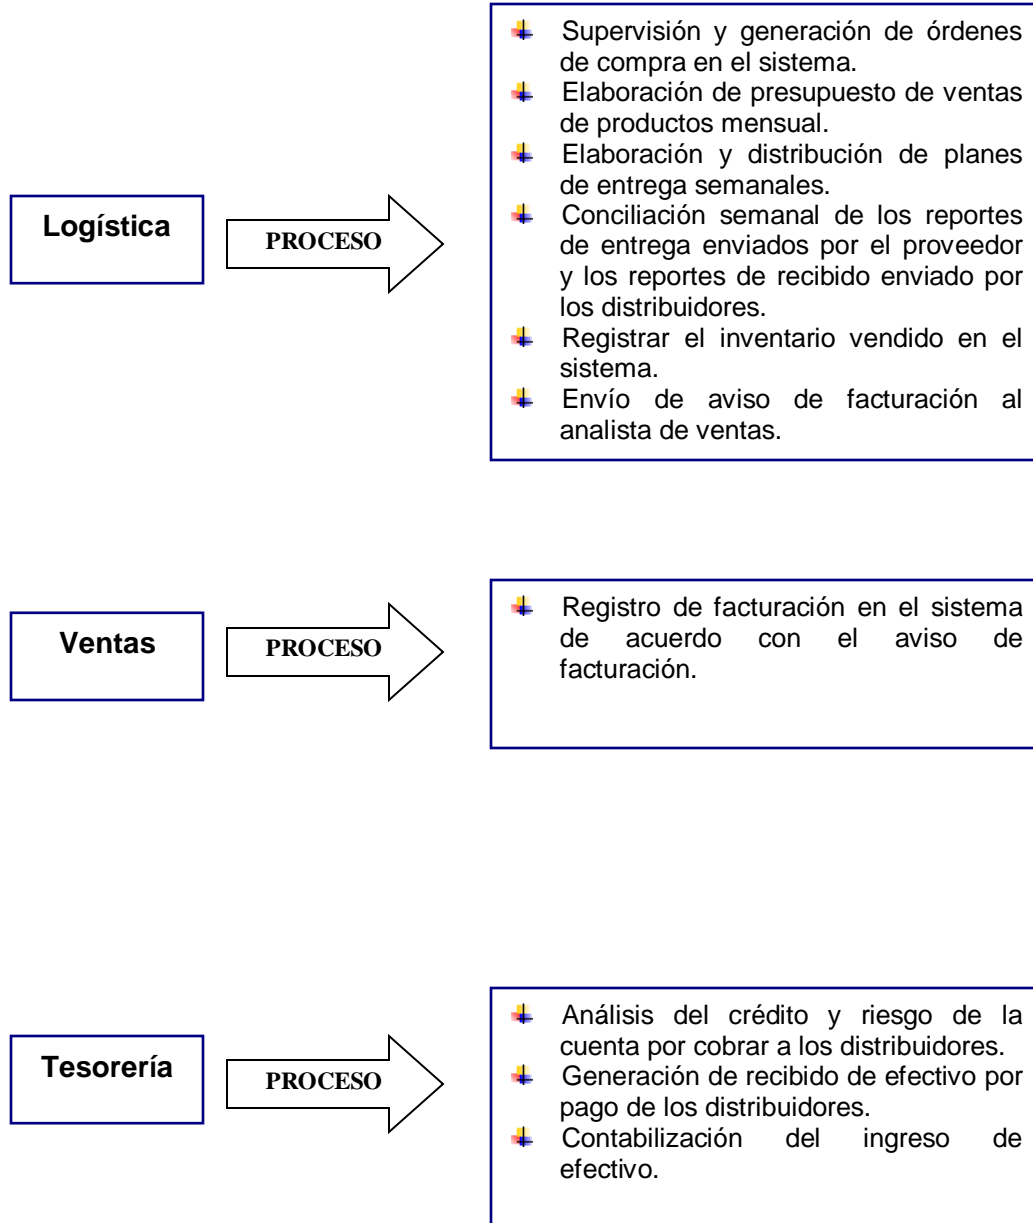 Logística
PROCESO
Supervisión y generación de órdenes
de compra en el sistema.
Elaboración de presupuesto de ventas
de productos mensual.
Elaboración y distribución de planes
de entrega semanales.
Conciliación semanal de los reportes
de entrega enviados por el proveedor
y los reportes de recibido enviado por
los distribuidores.
Registrar el inventario vendido en el
sistema.
Envío de aviso de facturación al
analista de ventas.
Ventas
PROCESO
Registro de facturación en el sistema
de acuerdo con el aviso de
facturación.
Tesorería
PROCESO
Análisis del crédito y riesgo de la
cuenta por cobrar a los distribuidores.
Generación de recibido de efectivo por
pago de los distribuidores.
Contabilización del ingreso de
efectivo.